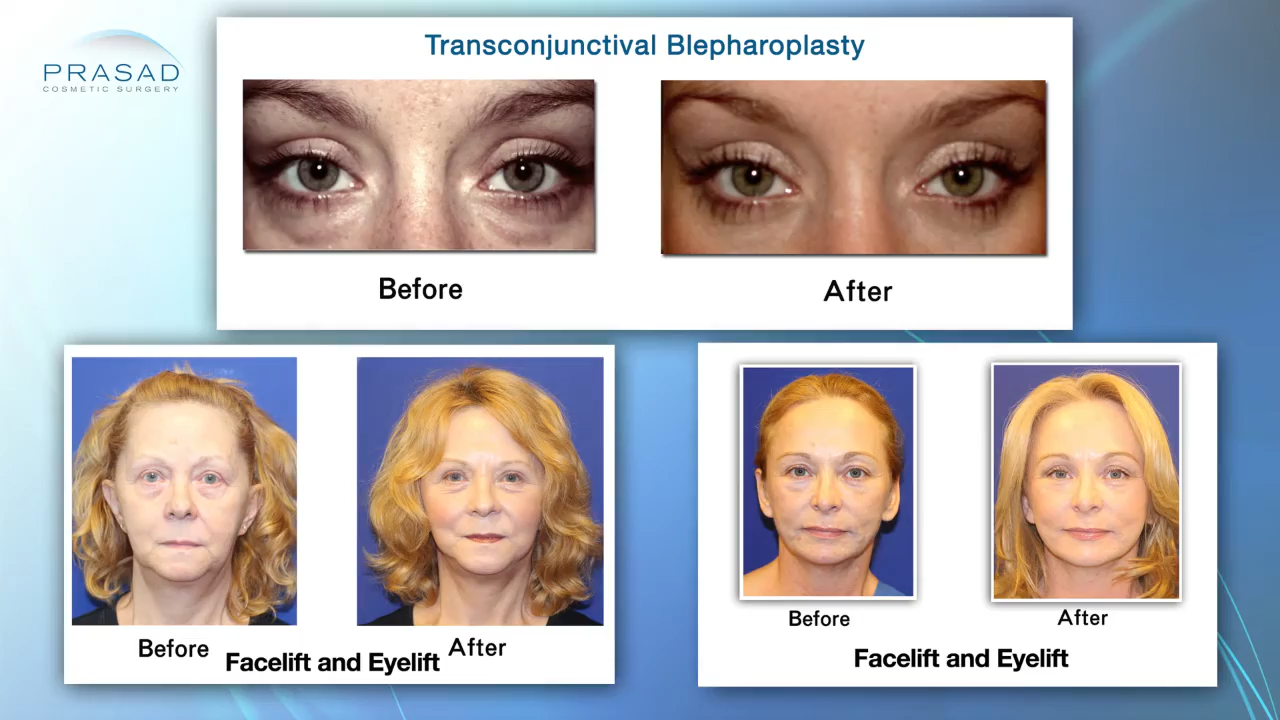 PRASAD
COSMETIC SURGERY
Transconjunctival Blepharoplasty
Before
After
Before
After
Facelift and Eyelift
Before
After
Facelift and Eyelift